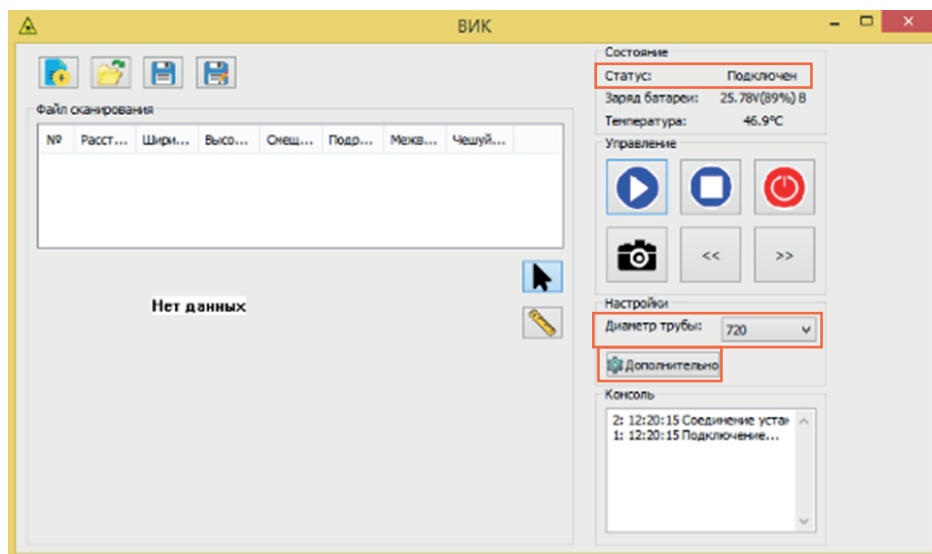 ВИК
Файл сканирования
№ Расст... Шири... Высо... Смещ... Подр... Межв... Чешуй...
Нет данных
Состояние
Статус: Подключен
Заряд батареи: 25.78V(89%) В
Температура: 46.9°C
Управление
<< >>
Настройки
Диаметр трубы: 720
Дополнительно
Консоль
2: 12:20:15 Соединение устан
1: 12:20:15 Подключение...